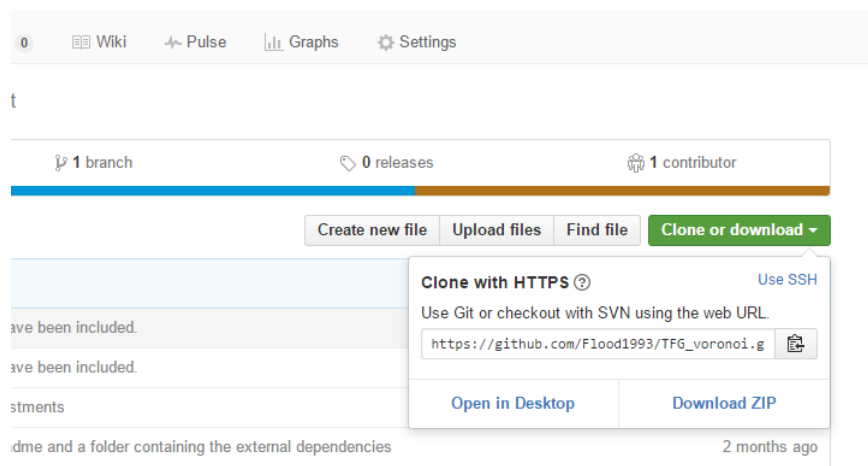 0 Wiki Pulse Graphs Settings
t
1 branch 0 releases 1 contributor
Create new file Upload files Find file Clone or download
Clone with HTTPS Use SSH
Use Git or checkout with SVN using the web URL.
ave been included.
https://github.com/Flood1993/TFG_voronoi.g
ave been included.
stments
Open in Desktop Download ZIP
dme and a folder containing the external dependencies 2 months ago